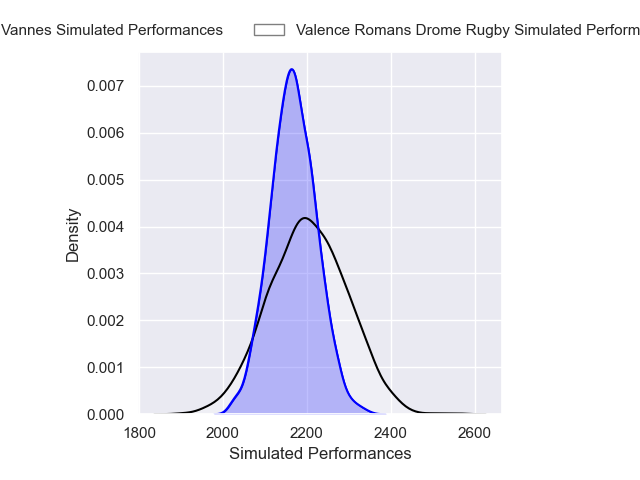 Vannes Simulated Performances
Valence Romans Drome Rugby Simulated Perform
0.007
0.006
0.005
0.004
0.003
0.002
0.001
0.000
Density
1800 2000 2200 2400 2600
Simulated Performances